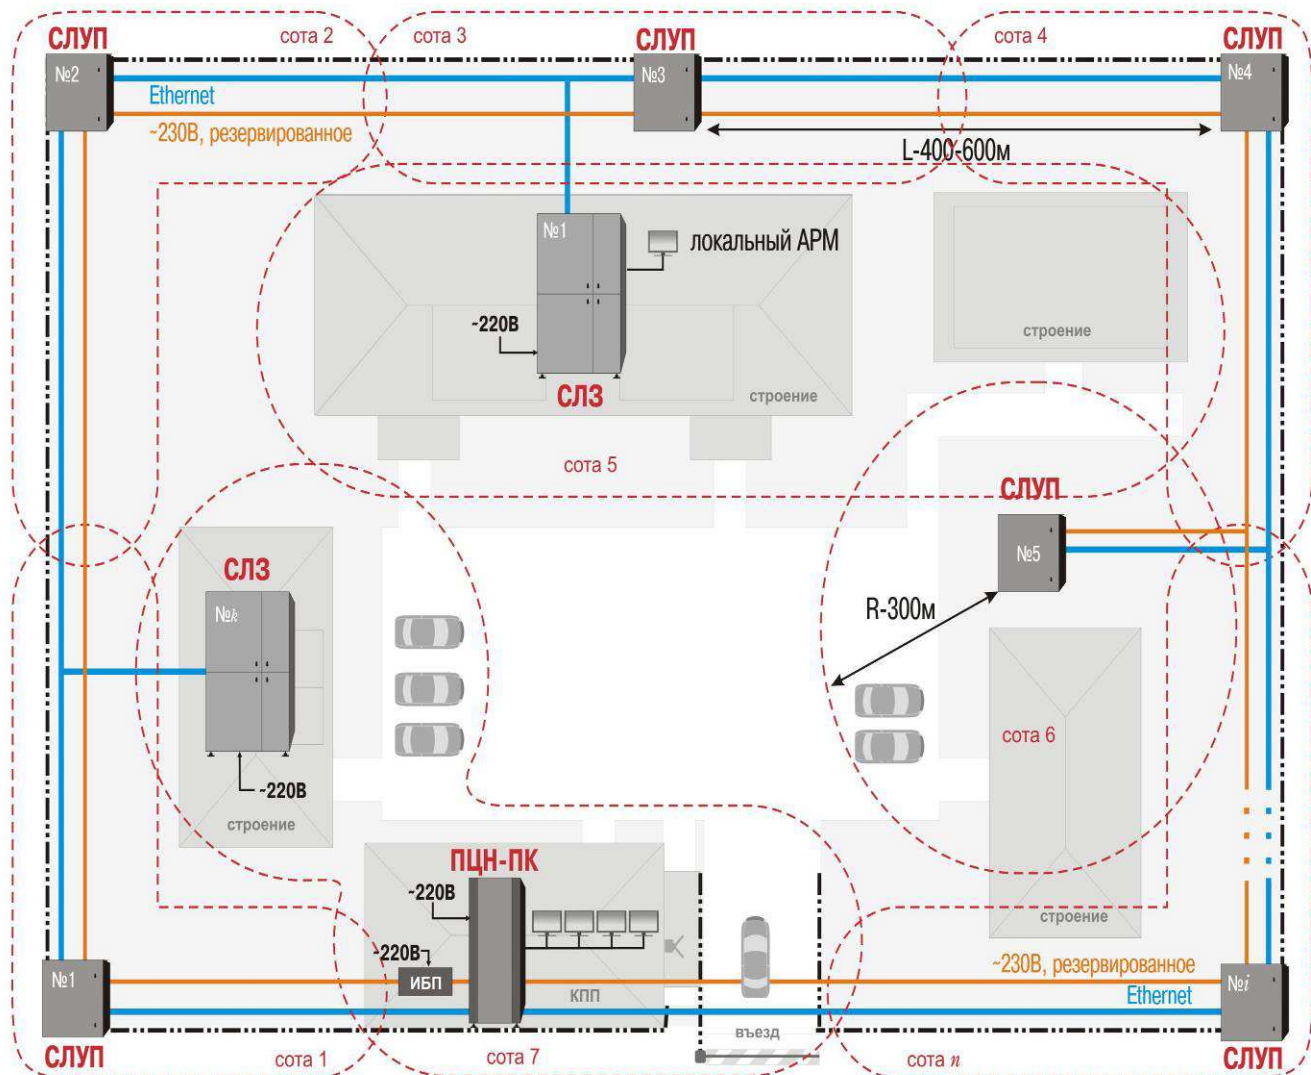 СЛУП
сота 2
сота 3
СЛУП
сота 4
СЛУП
№2
№3
№4
Ethernet
~230В, резервированное
L-400-600м
№1
локальный АРМ
~220В
СЛЗ
строение
строение
сота 5
СЛУП
№5
СЛЗ
№k
R-300м
сота 6
~220В
строение
ПЦН-ПК
~220В
~220В
ИБП
КПП
строение
~230В, резервированное
Ethernet
№1
№i
въезд
СЛУП
сота 1
сота 7
сота n
СЛУП